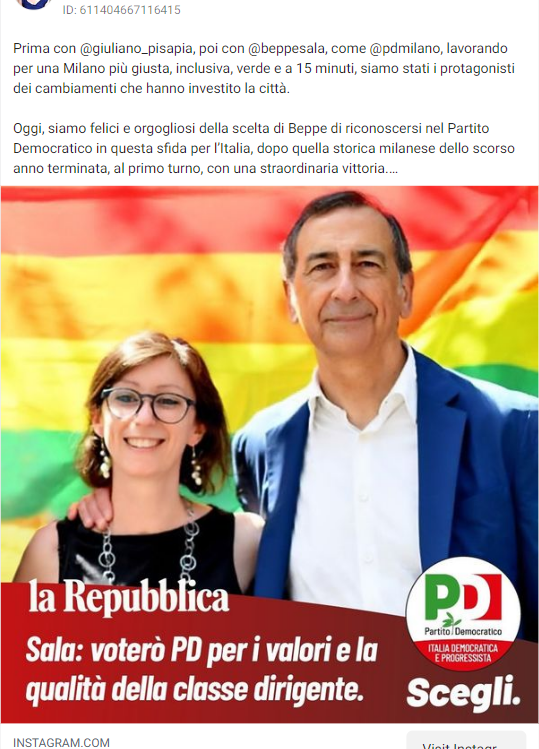 ID: 611404667116415
Prima con @giuliano_pisapia, poi con @beppesala, come @pdmilano, lavorando
per una Milano più giusta, inclusiva, verde e a 15 minuti, siamo stati i protagonisti
dei cambiamenti che hanno investito la città.
Oggi, siamo felici e orgogliosi della scelta di Beppe di riconoscersi nel Partito
Democratico in questa sfida per l'Italia, dopo quella storica milanese dello scorso
anno terminata, al primo turno, con una straordinaria vittoria....
la Repubblica
Sala: voterò PD per i valori e la
qualità della classe dirigente.
PD
Partito Democratico
ITALIA DEMOCRATICA
E PROGRESSISTA
Scegli.
INSTAGRAM.COM
Visit Instagr